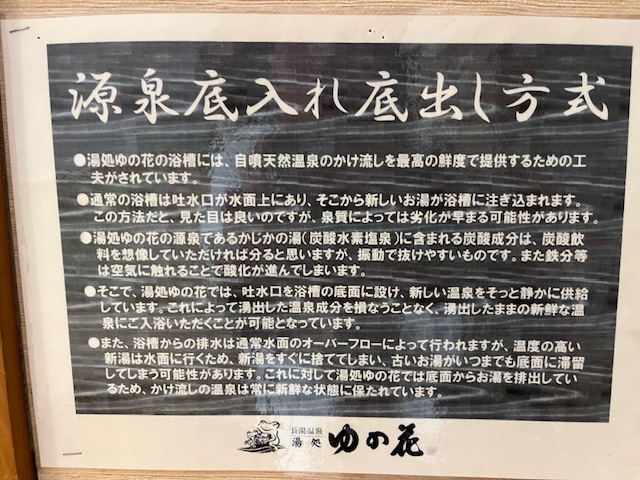 源泉底入れ底出し方式
●湯処ゆの花の浴槽には、自噴天然温泉のかけ流しを最高の鮮度で提供するための工
夫がされています。
●通常の浴槽は吐水口が水面上にあり、そこから新しいお湯が浴槽に注ぎ込まれます。
この方法だと、見た目は良いのですが、泉質によっては劣化が早まる可能性があります。
●湯処ゆの花の源泉であるかじかの湯（炭酸水素塩泉）に含まれる炭酸成分は、炭酸飲
料を想像していただければ分ると思いますが、振動で抜けやすいものです。また鉄分等
は空気に触れることで酸化が進んでしまいます。
●そこで、湯処ゆの花では、吐水口を浴槽の底面に設け、新しい温泉をそっと静かに供給
しています。これによって湧出した温泉成分を損なうことなく、湧出したままの新鮮な温
泉にご入浴いただくことが可能となっています。
●また、浴槽からの排水は通常水面のオーバーフローによって行われますが、温度の高い
新湯は水面に行くため、新湯をすぐに捨ててしまい、古いお湯がいつまでも底面に滞留
してしまう可能性があります。これに対して湯処ゆの花では底面からお湯を排出してい
るため、かけ流しの温泉は常に新鮮な状態に保たれています。
長湯温泉
湯処 ゆの花